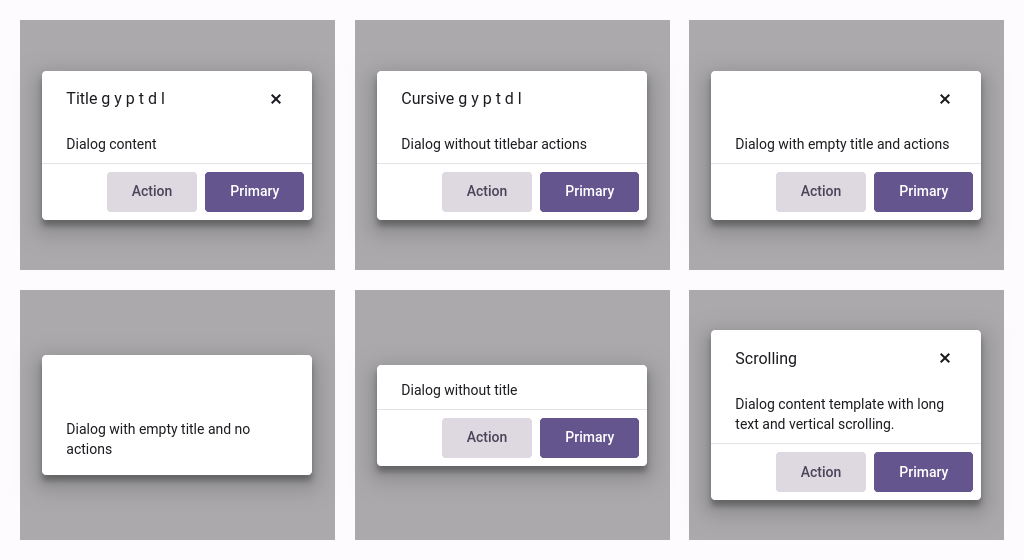 Title g y p t d l
Dialog content
Action Primary
Cursive g y p t d l
Dialog without titlebar actions
Action Primary
Dialog with empty title and actions
Action Primary
Dialog with empty title and no
actions
Dialog without title
Action Primary
Scrolling
Dialog content template with long
text and vertical scrolling.
Action Primary